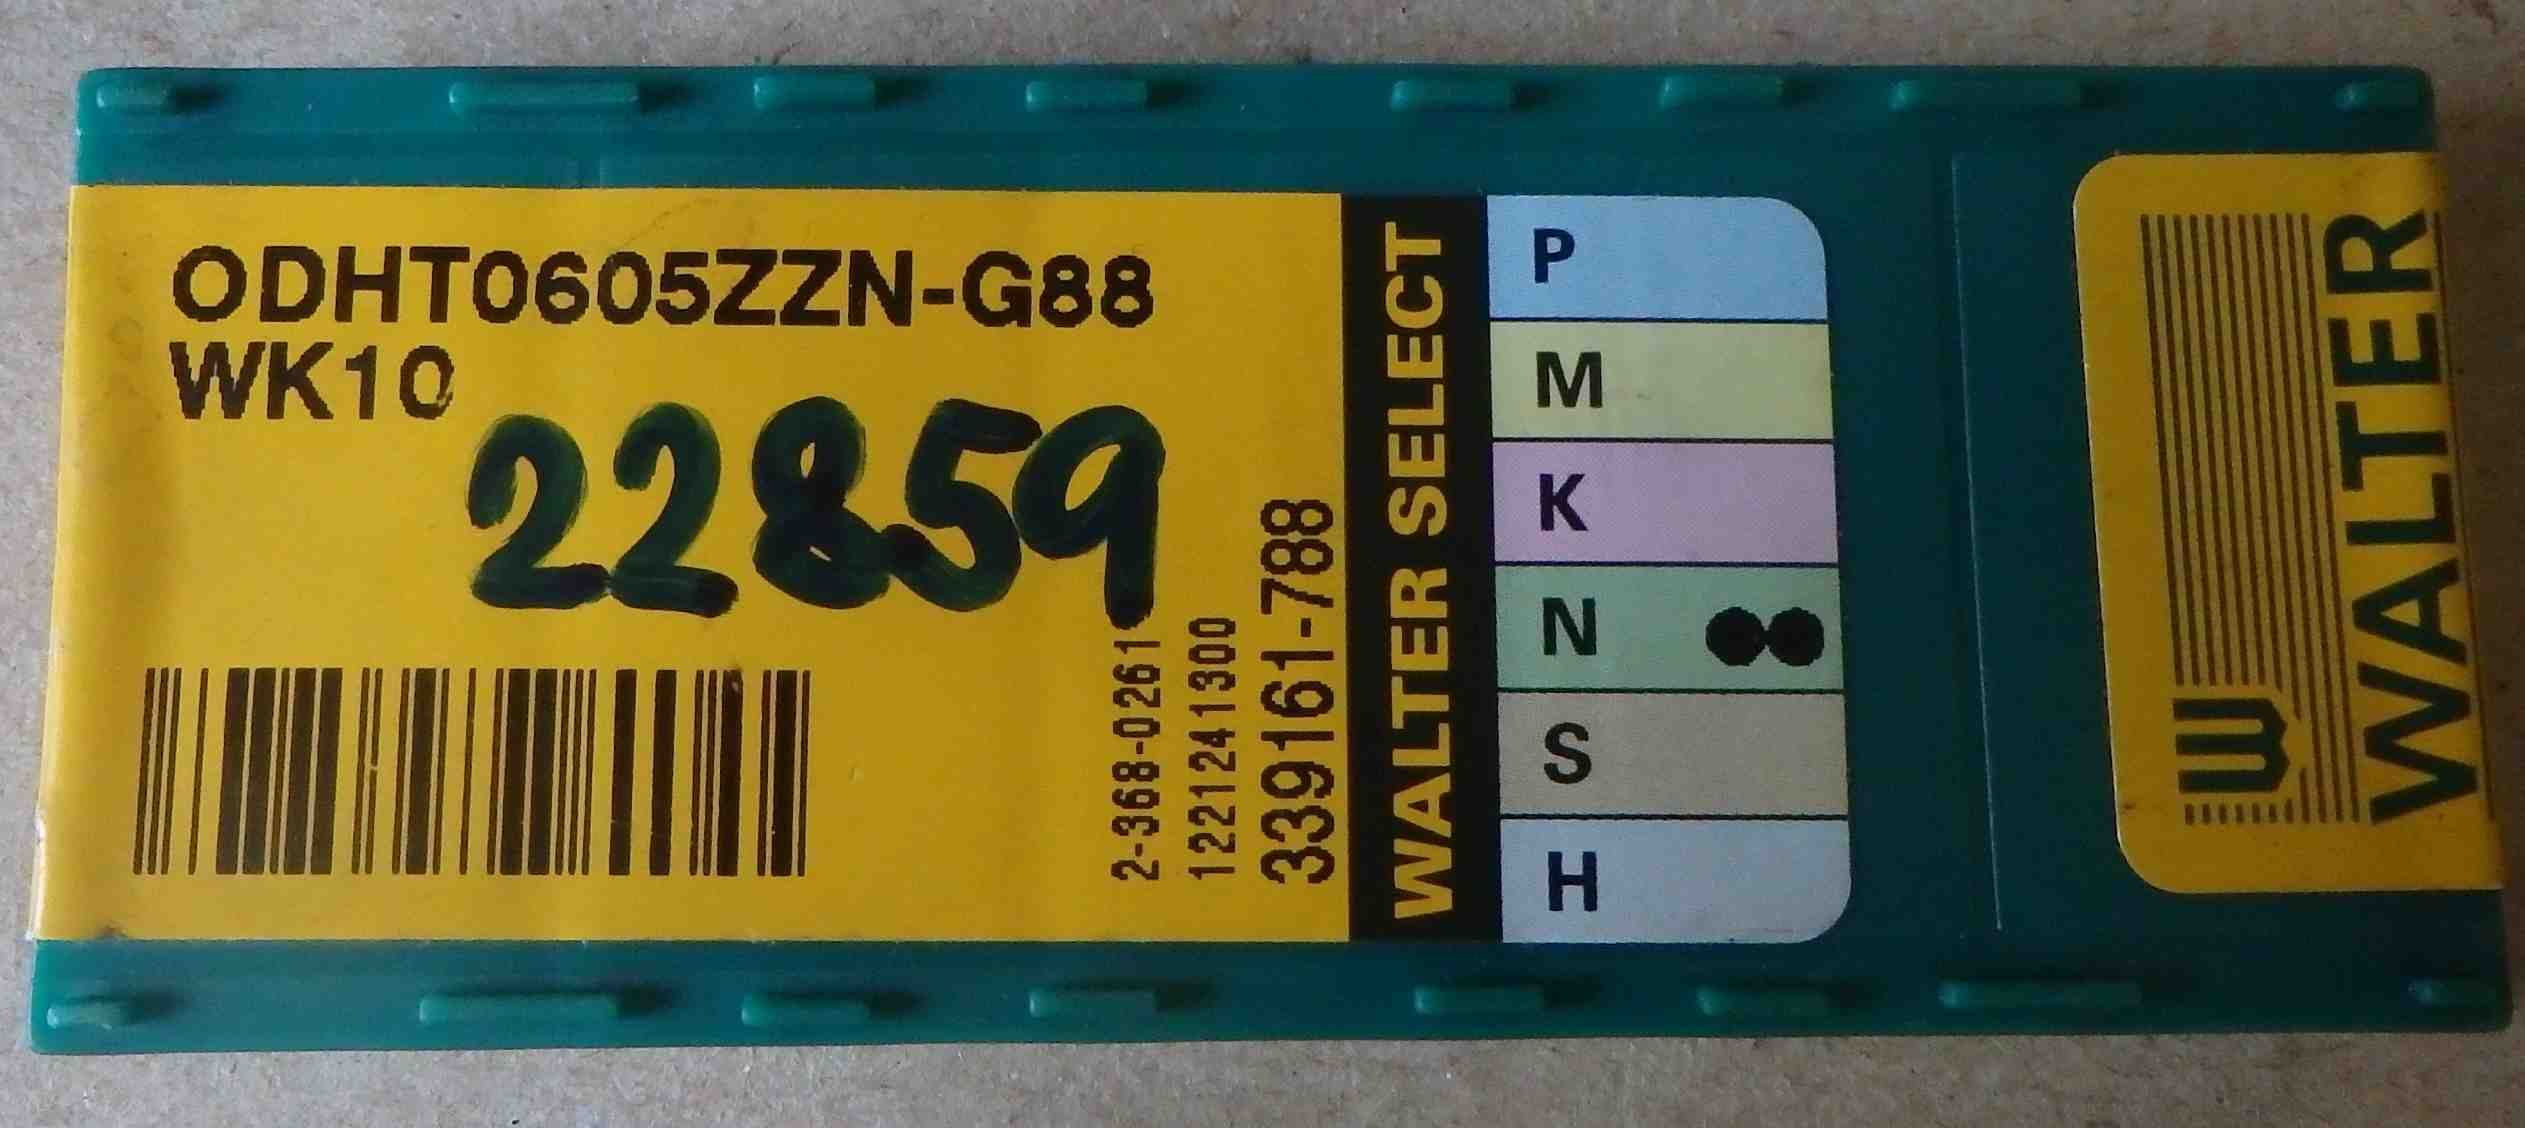 ODHT0605ZZN-G88
WK10
22859
2-368-0261
1221241300
339161-788
WALTER SELECT
P
M
K
N
S
H
W
WALTER